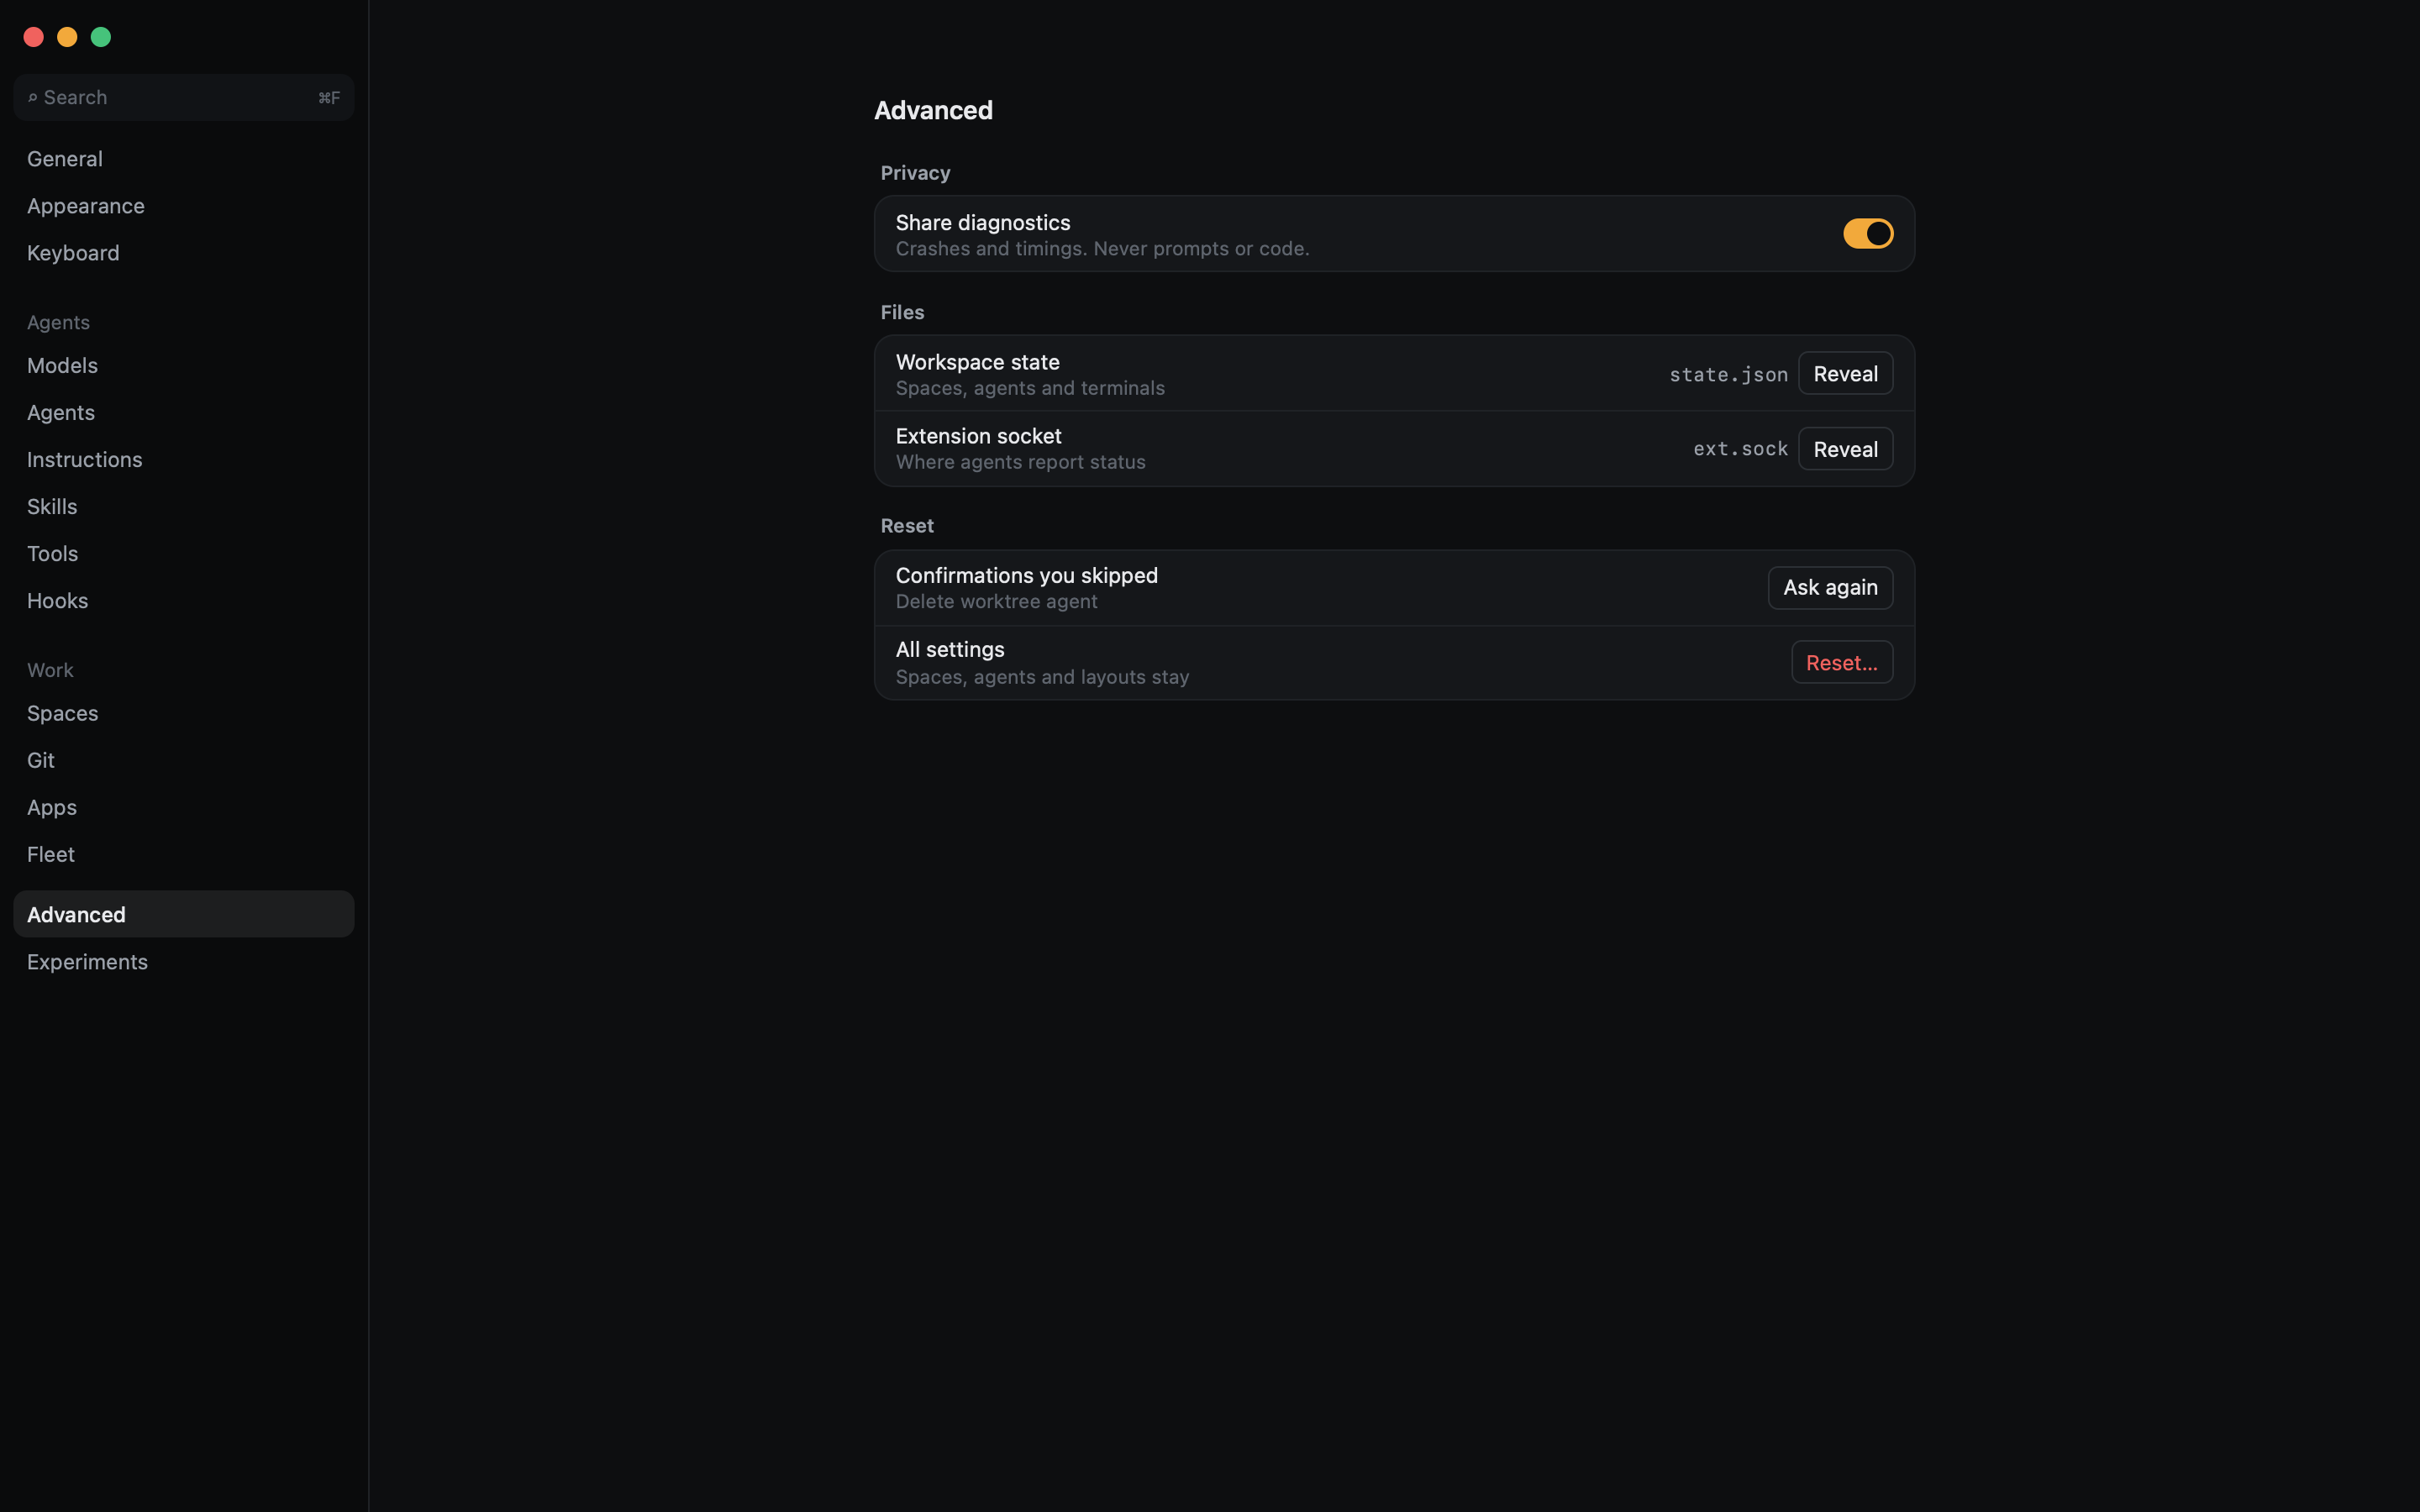 Search ⌘F
General
Appearance
Keyboard
Agents
Models
Agents
Instructions
Skills
Tools
Hooks
Work
Spaces
Git
Apps
Fleet
Advanced
Experiments
Advanced
Privacy
Share diagnostics
Crashes and timings. Never prompts or code.
Files
Workspace state
Spaces, agents and terminals
state.json Reveal
Extension socket
Where agents report status
ext.sock Reveal
Reset
Confirmations you skipped
Delete worktree agent
Ask again
All settings
Spaces, agents and layouts stay
Reset...